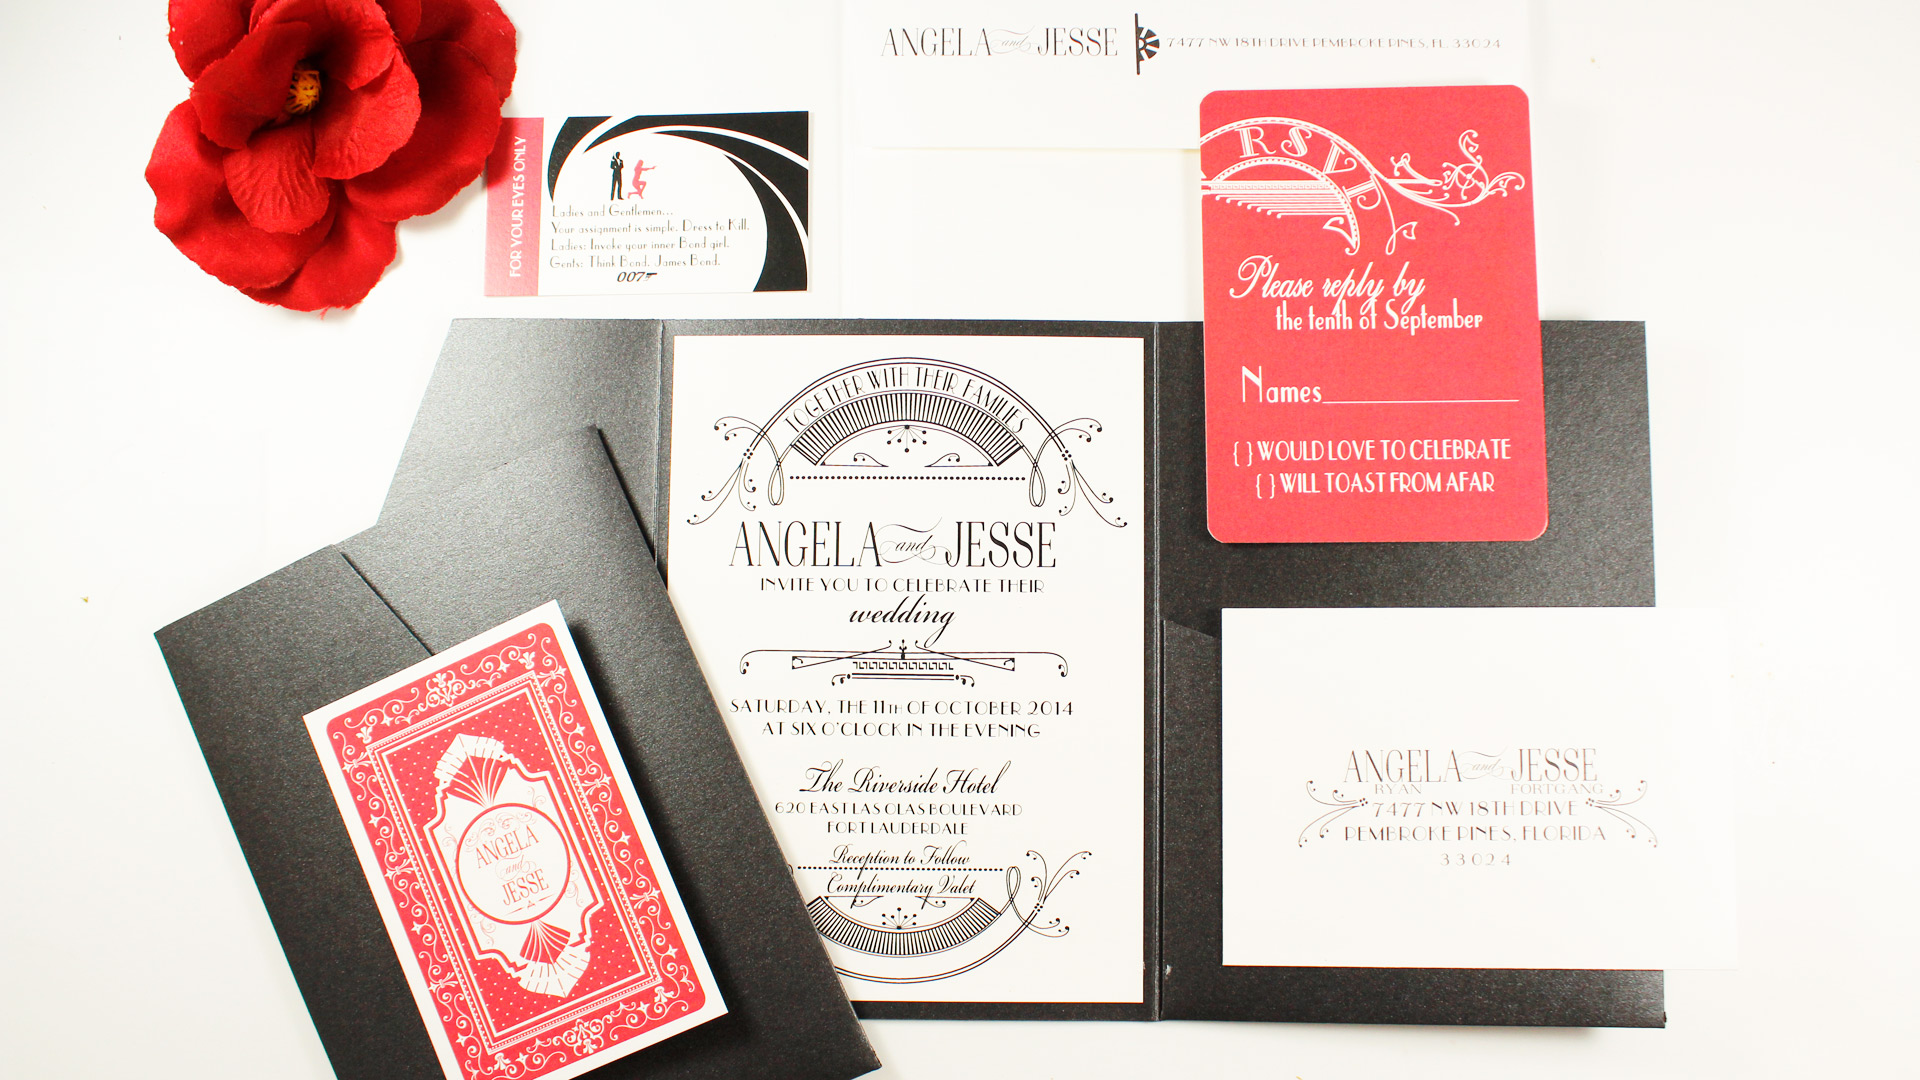 ANGELA and JESSE 7477 NW 18TH DRIVE PEMBROKE PINES, FL. 33024
FOR YOUR EYES ONLY
Ladies and Gentlemen...
Your assignment is simple. Dress to Kill.
Ladies: Invoke your inner Bond girl.
Gents: Think Bond. James Bond.
007
RSVP
Please reply by
the tenth of September
Names
{ } WOULD LOVE TO CELEBRATE
{ } WILL TOAST FROM AFAR
TOGETHER WITH THEIR FAMILIES
ANGELA and JESSE
INVITE YOU TO CELEBRATE THEIR
wedding
SATURDAY, THE 11TH OF OCTOBER 2014
AT SIX O'CLOCK IN THE EVENING
The Riverside Hotel
620 EAST LAS OLAS BOULEVARD
FORT LAUDERDALE
Reception to Follow
Complimentary Valet
ANGELA
and
JESSE
ANGELA and JESSE
RYAN FORTGANG
7477 NW 18TH DRIVE
PEMBROKE PINES, FLORIDA
33024